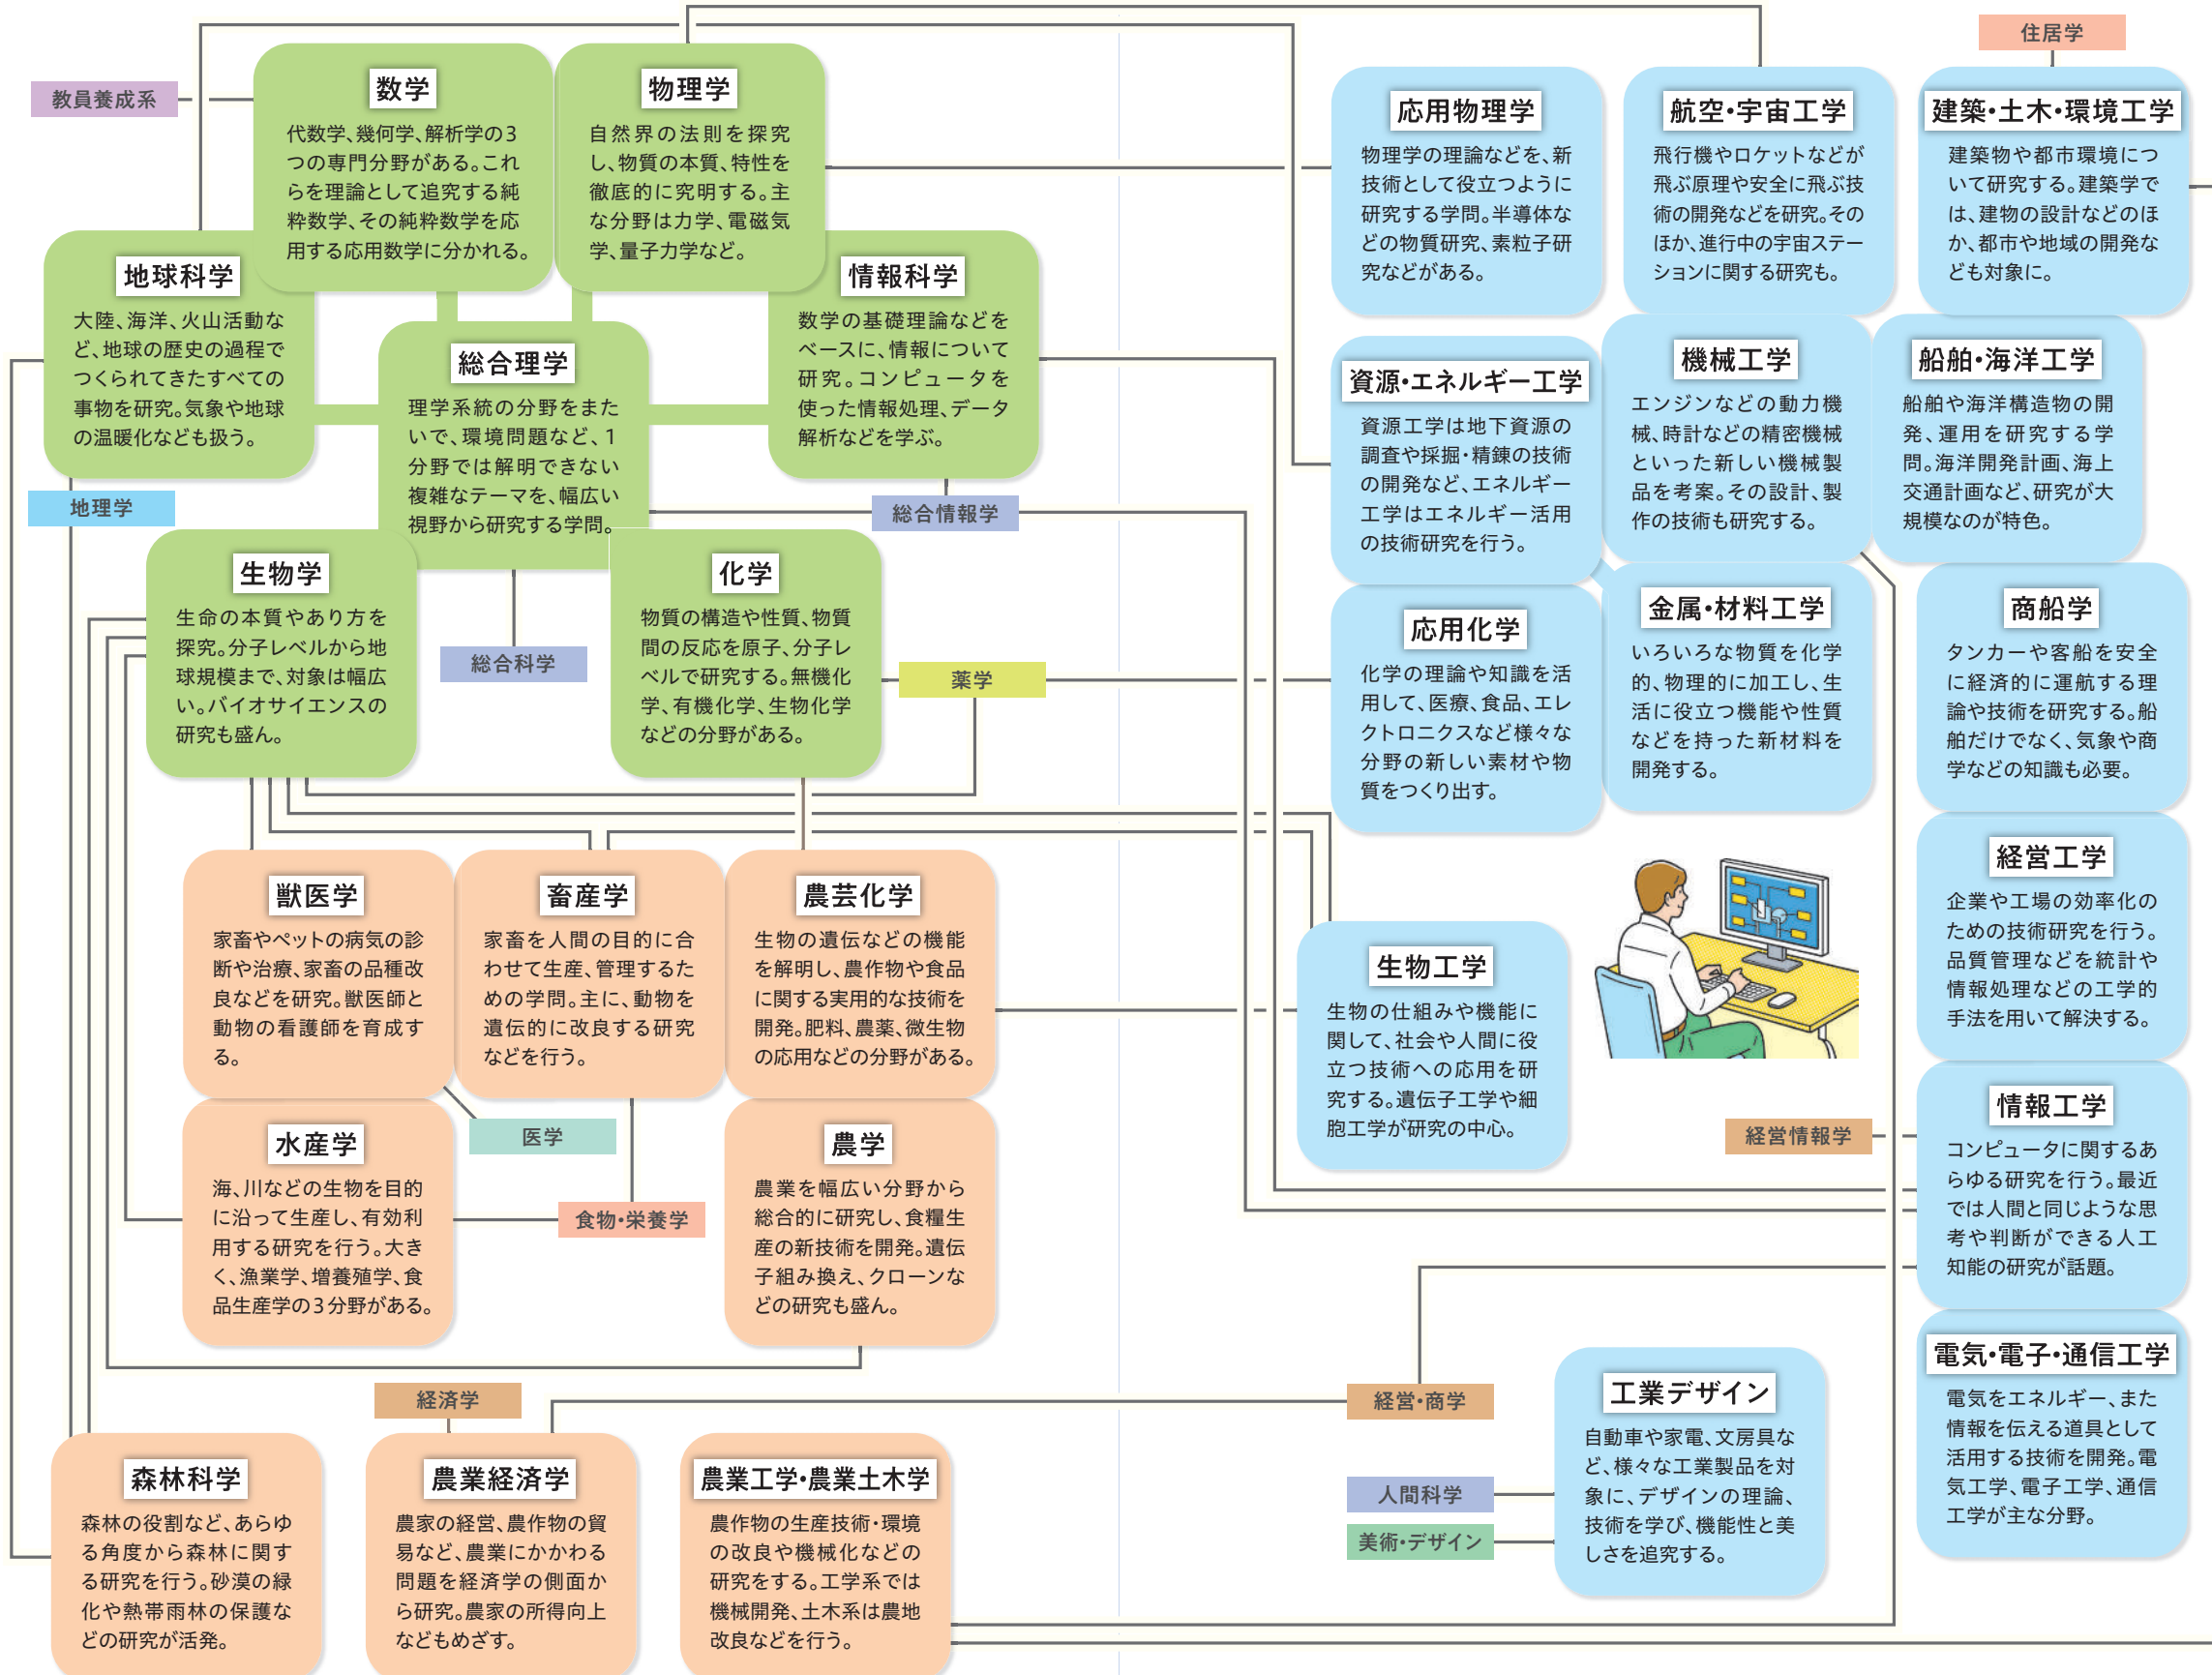 住居学
教員養成系
数学
代数学、幾何学、解析学の3
つの専門分野がある。これ
らを理論として追究する純
粋数学、その純粋数学を応
用する応用数学に分かれる。
物理学
自然界の法則を探究
し、物質の本質、特性を
徹底的に究明する。主
な分野は力学、電磁気
学、量子力学など。
地球科学
大陸、海洋、火山活動な
ど、地球の歴史の過程で
つくられてきたすべての
事物を研究。気象や地球
の温暖化なども扱う。
総合理学
理学系統の分野をまた
いで、環境問題など、1
分野では解明できない
複雑なテーマを、幅広い
視野から研究する学問。
情報科学
数学の基礎理論などを
ベースに、情報について
研究。コンピュータを
使った情報処理、データ
解析などを学ぶ。
地理学
総合情報学
生物学
生命の本質やあり方を
探究。分子レベルから地
球規模まで、対象は幅広
い。バイオサイエンスの
研究も盛ん。
総合科学
化学
物質の構造や性質、物質
間の反応を原子、分子レ
ベルで研究する。無機化
学、有機化学、生物化学
などの分野がある。
薬学
獣医学
家畜やペットの病気の診
断や治療、家畜の品種改
良などを研究。獣医師と
動物の看護師を育成す
る。
畜産学
家畜を人間の目的に合
わせて生産、管理するた
めの学問。主に、動物を
遺伝的に改良する研究
などを行う。
農芸化学
生物の遺伝などの機能
を解明し、農作物や食品
に関する実用的な技術を
開発。肥料、農薬、微生物
の応用などの分野がある。
水産学
海、川などの生物を目的
に沿って生産し、有効利
用する研究を行う。大き
く、漁業学、増養殖学、食
品生産学の3分野がある。
医学
食物・栄養学
農学
農業を幅広い分野から
総合的に研究し、食糧生
産の新技術を開発。遺伝
子組み換え、クローンな
どの研究も盛ん。
経済学
森林科学
森林の役割など、あらゆ
る角度から森林に関す
る研究を行う。砂漠の緑
化や熱帯雨林の保護な
どの研究が活発。
農業経済学
農家の経営、農作物の貿
易など、農業にかかわる
問題を経済学の側面か
ら研究。農家の所得向上
などもめざす。
農業工学・農業土木学
農作物の生産技術・環境
の改良や機械化などの
研究をする。工学系では
機械開発、土木系は農地
改良などを行う。
応用物理学
物理学の理論などを、新
技術として役立つように
研究する学問。半導体な
どの物質研究、素粒子研
究などがある。
航空・宇宙工学
飛行機やロケットなどが
飛ぶ原理や安全に飛ぶ技
術の開発などを研究。その
ほか、進行中の宇宙ステー
ションに関する研究も。
建築・土木・環境工学
建築物や都市環境につ
いて研究する。建築学で
は、建物の設計などのほ
か、都市や地域の開発な
ども対象に。
資源・エネルギー工学
資源工学は地下資源の
調査や採掘・精錬の技術
の開発など、エネルギー
工学はエネルギー活用
の技術研究を行う。
機械工学
エンジンなどの動力機
械、時計などの精密機械
といった新しい機械製
品を考案。その設計、製
作の技術も研究する。
船舶・海洋工学
船舶や海洋構造物の開
発、運用を研究する学
問。海洋開発計画、海上
交通計画など、研究が大
規模なのが特色。
応用化学
化学の理論や知識を活
用して、医療、食品、エレ
クトロニクスなど様々な
分野の新しい素材や物
質をつくり出す。
金属・材料工学
いろいろな物質を化学
的、物理的に加工し、生
活に役立つ機能や性質
などを持った新材料を
開発する。
商船学
タンカーや客船を安全
に経済的に運航する理
論や技術を研究する。船
舶だけでなく、気象や商
学などの知識も必要。
経営工学
企業や工場の効率化の
ための技術研究を行う。
品質管理などを統計や
情報処理などの工学的
手法を用いて解決する。
生物工学
生物の仕組みや機能に
関して、社会や人間に役
立つ技術への応用を研
究する。遺伝子工学や細
胞工学が研究の中心。
経営情報学
情報工学
コンピュータに関するあ
らゆる研究を行う。最近
では人間と同じような思
考や判断ができる人工
知能の研究が話題。
経営・商学
人間科学
美術・デザイン
工業デザイン
自動車や家電、文房具な
ど、様々な工業製品を対
象に、デザインの理論、
技術を学び、機能性と美
しさを追究する。
電気・電子・通信工学
電気をエネルギー、また
情報を伝える道具として
活用する技術を開発。電
気工学、電子工学、通信
工学が主な分野。